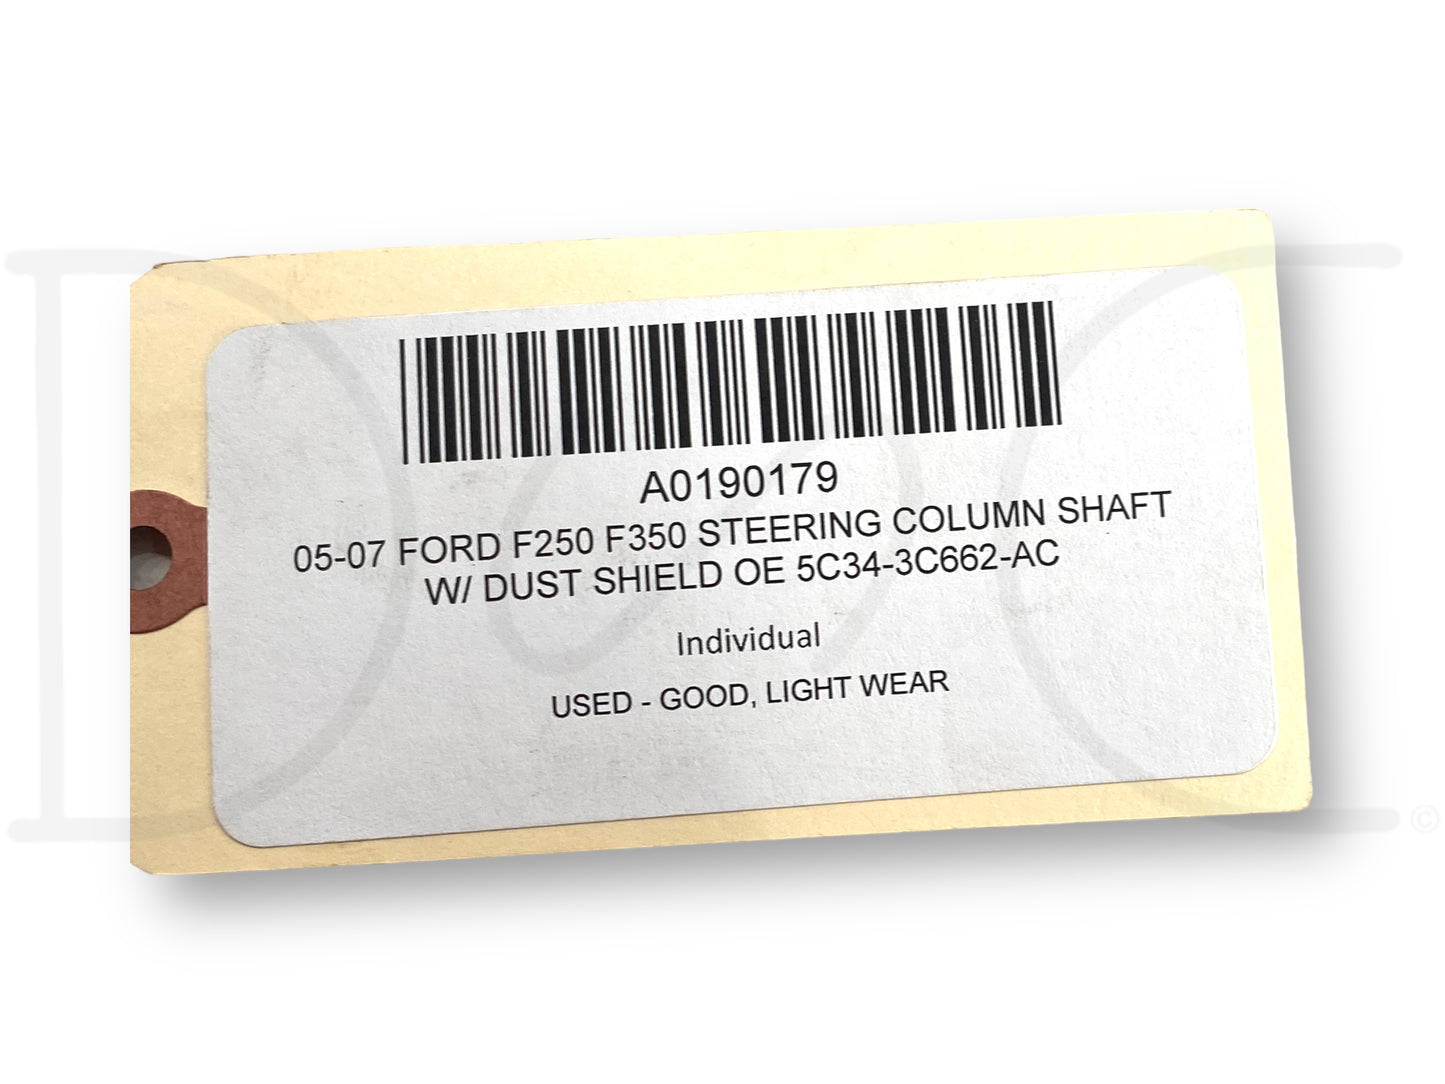 A0190179
05-07 FORD F250 F350 STEERING COLUMN SHAFT
W/ DUST SHIELD OE 5C34-3C662-AC
Individual
USED - GOOD, LIGHT WEAR
©